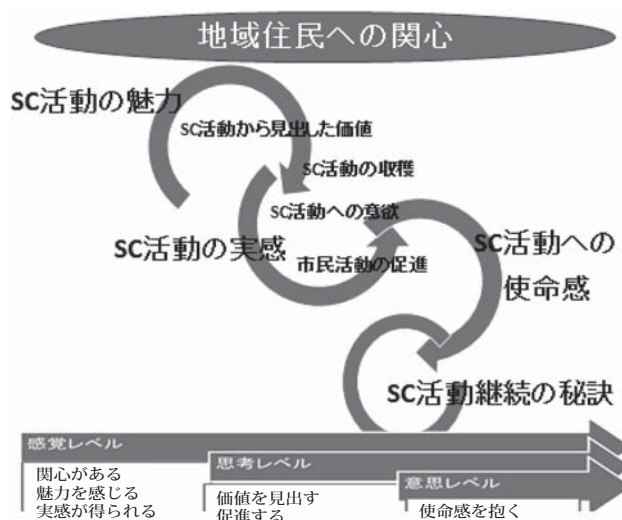 地域住民への関心
SC活動の魅力
SC活動から見出した価値
SC活動の収穫
SC活動への意欲
SC活動の実感
市民活動の促進
SC活動への
使命感
SC活動継続の秘訣
感覚レベル
関心がある
魅力を感じる
実感が得られる
思考レベル
価値を見出す
促進する
意思レベル
使命感を抱く